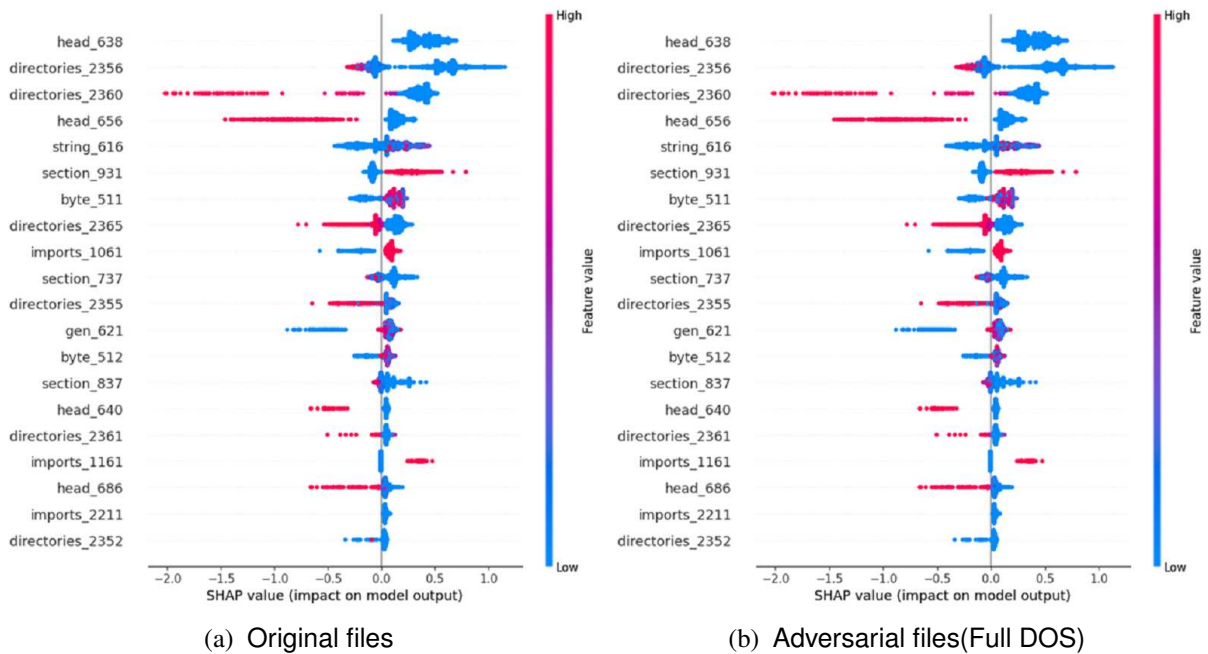 High
head_638
directories_2356
directories_2360
head_656
string_616
section_931
byte_511
directories_2365
imports_1061
section_737
directories_2355
gen_621
byte_512
section_837
head_640
directories_2361
imports_1161
head_686
imports_2211
directories_2352
Feature value
Low
−2.0 −1.5 −1.0 −0.5 0.0 0.5 1.0
SHAP value (impact on model output)
(a) Original files
High
head_638
directories_2356
directories_2360
head_656
string_616
section_931
byte_511
directories_2365
imports_1061
section_737
directories_2355
gen_621
byte_512
section_837
head_640
directories_2361
imports_1161
head_686
imports_2211
directories_2352
Feature value
Low
−2.0 −1.5 −1.0 −0.5 0.0 0.5 1.0
SHAP value (impact on model output)
(b) Adversarial files(Full DOS)